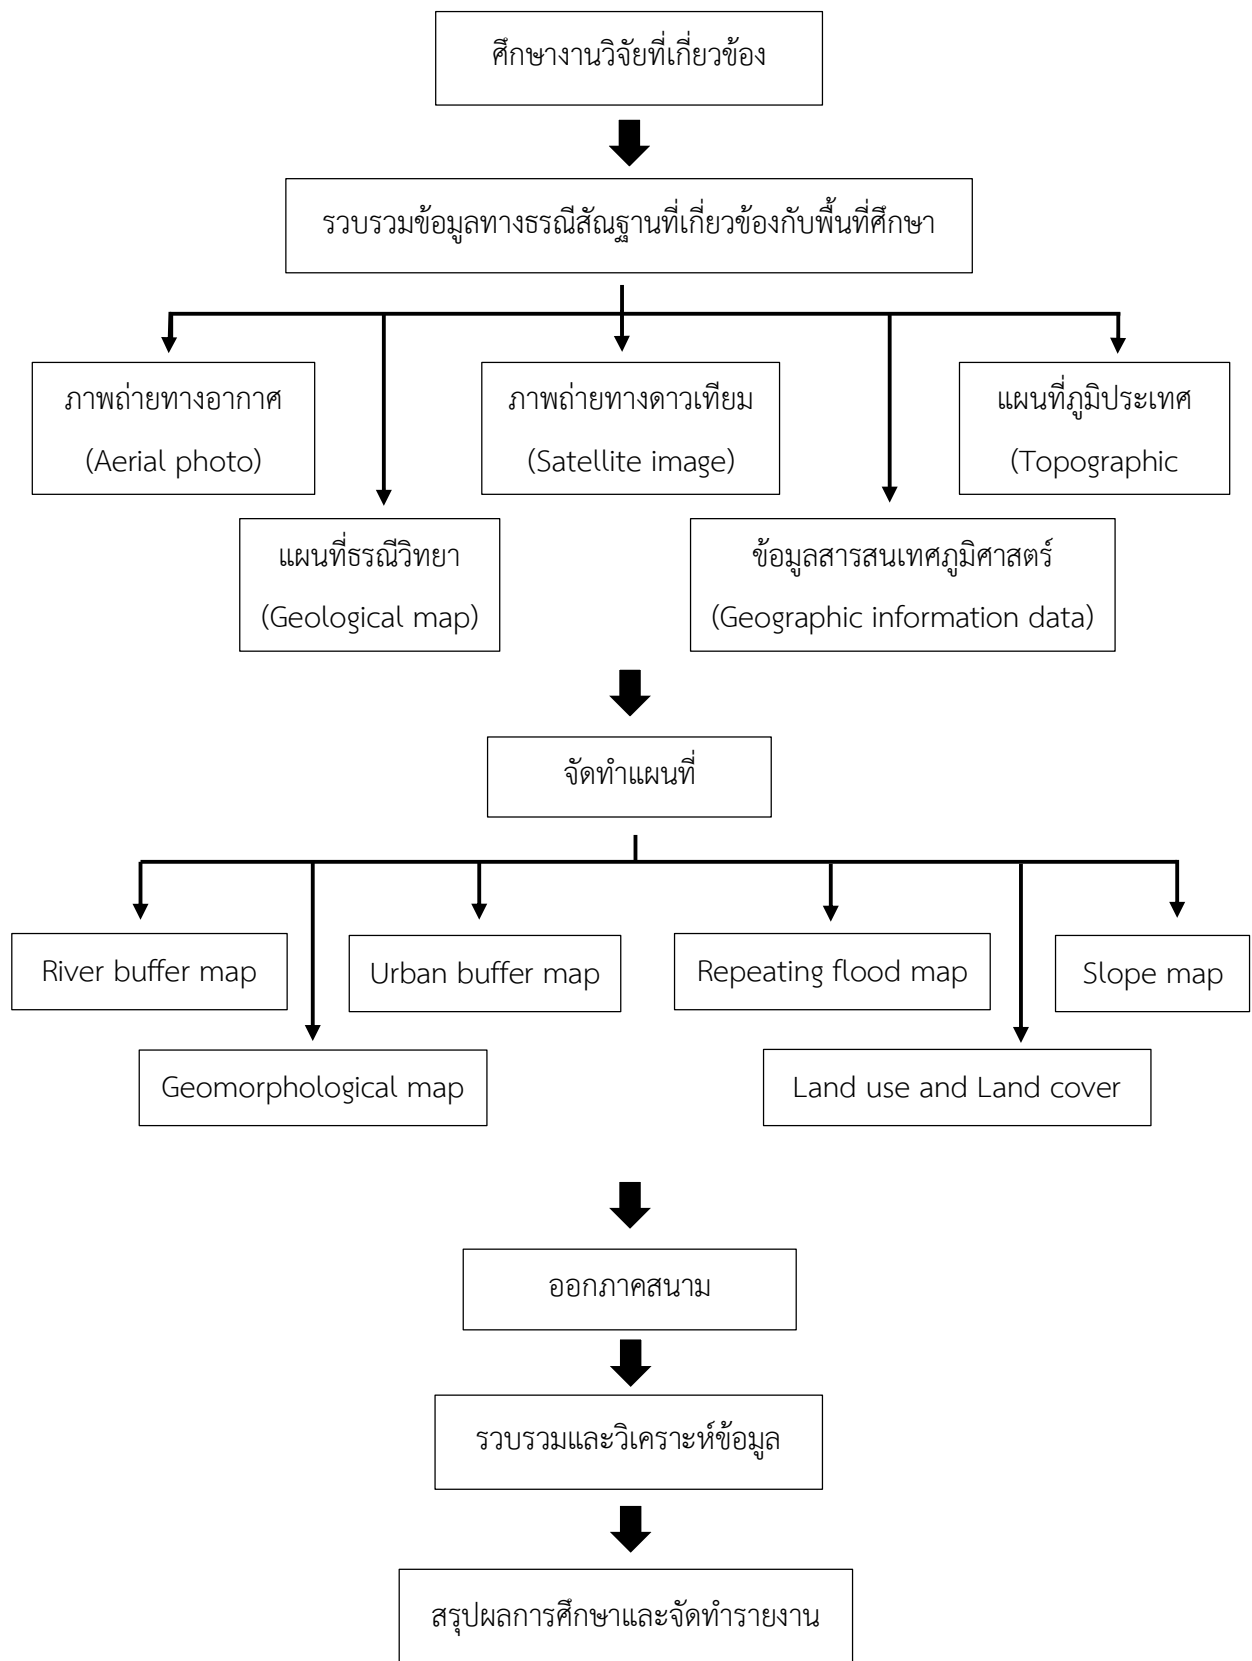 ศึกษางานวิจัยที่เกี่ยวข้อง
รวบรวมข้อมูลทางธรณีสัณฐานที่เกี่ยวข้องกับพื้นที่ศึกษา
ภาพถ่ายทางอากาศ
(Aerial photo)
ภาพถ่ายทางดาวเทียม
(Satellite image)
แผนที่ภูมิประเทศ
(Topographic
แผนที่ธรณีวิทยา
(Geological map)
ข้อมูลสารสนเทศภูมิศาสตร์
(Geographic information data)
จัดทำแผนที่
River buffer map
Urban buffer map
Repeating flood map
Slope map
Geomorphological map
Land use and Land cover
ออกภาคสนาม
รวบรวมและวิเคราะห์ข้อมูล
สรุปผลการศึกษาและจัดทำรายงาน